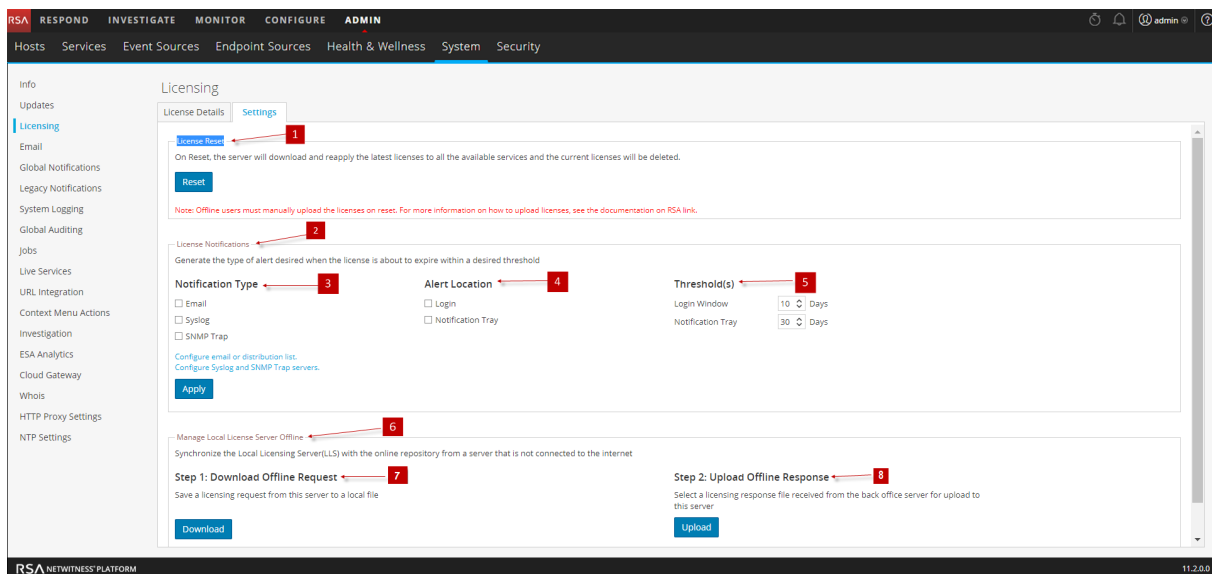 RSA RESPOND INVESTIGATE MONITOR CONFIGURE ADMIN admin
Hosts Services Event Sources Endpoint Sources Health & Wellness System Security
Info
Updates
Licensing
Email
Global Notifications
Legacy Notifications
System Logging
Global Auditing
Jobs
Live Services
URL Integration
Context Menu Actions
Investigation
ESA Analytics
Cloud Gateway
Whois
HTTP Proxy Settings
NTP Settings
Licensing
License Details Settings
License Reset 1
On Reset, the server will download and reapply the latest licenses to all the available services and the current licenses will be deleted.
Reset
Note: Offline users must manually upload the licenses on reset. For more information on how to upload licenses, see the documentation on RSA link.
License Notifications 2
Generate the type of alert desired when the license is about to expire within a desired threshold
Notification Type 3
Email
Syslog
SNMP Trap
Configure email or distribution list.
Configure Syslog and SNMP Trap servers.
Apply
Alert Location 4
Login
Notification Tray
Threshold(s) 5
Login Window 10 Days
Notification Tray 30 Days
Manage Local License Server Offline 6
Synchronize the Local Licensing Server(LLS) with the online repository from a server that is not connected to the internet
Step 1: Download Offline Request 7
Save a licensing request from this server to a local file
Download
Step 2: Upload Offline Response 8
Select a licensing response file received from the back office server for upload to
this server
Upload
RSA NETWITNESS® PLATFORM 11.2.0.0